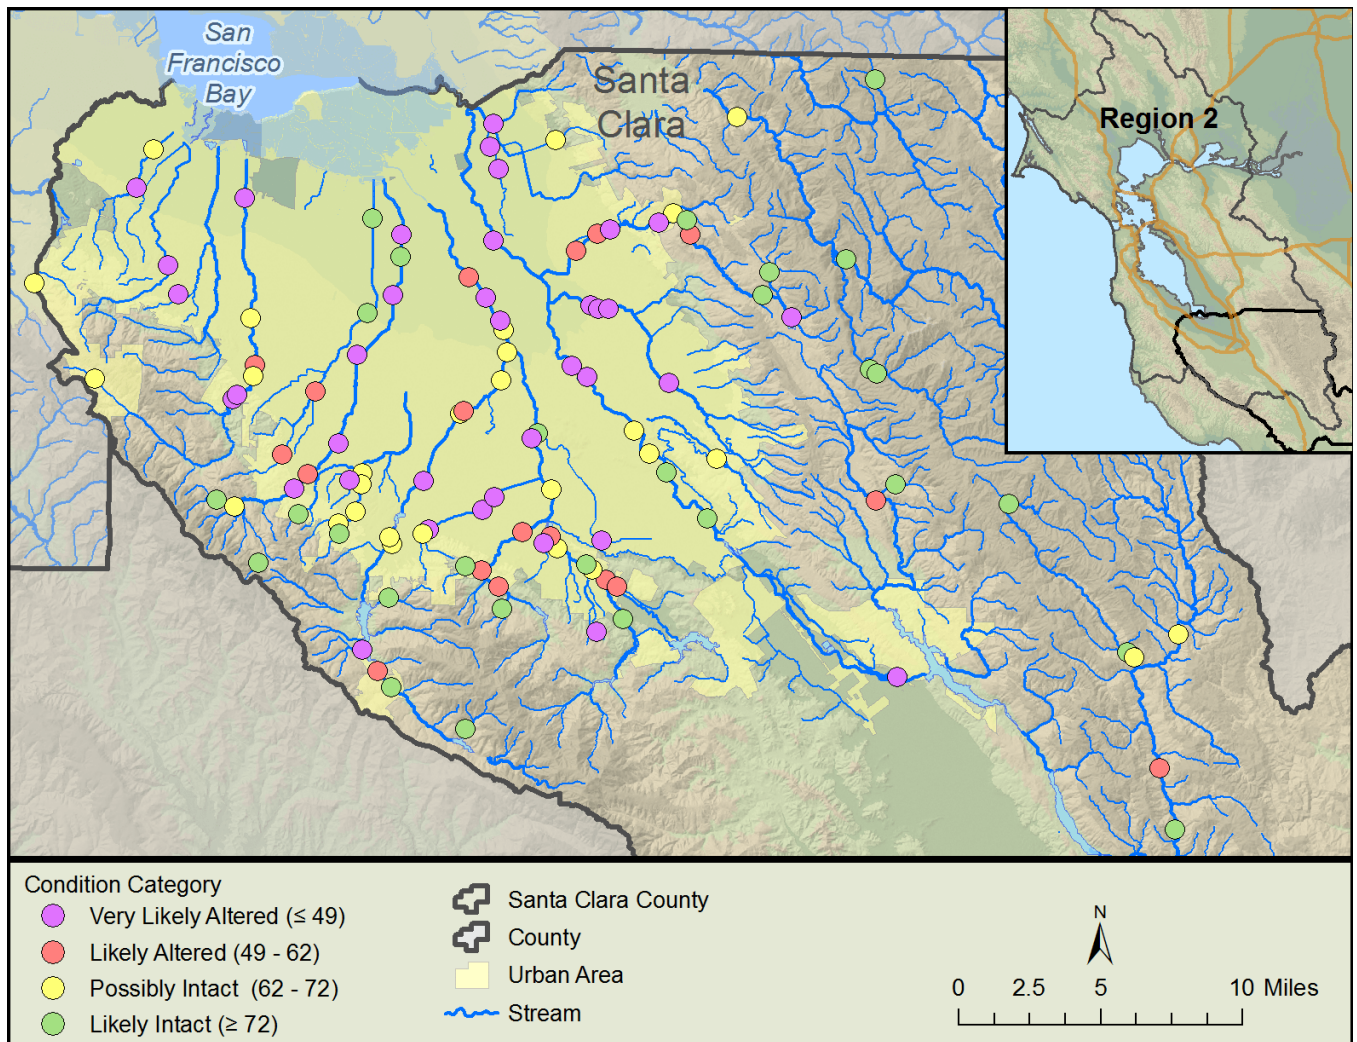 San
Francisco
Bay
Santa
Clara
Region 2
Condition Category
Very Likely Altered (≤ 49)
Likely Altered (49 - 62)
Possibly Intact (62 - 72)
Likely Intact (≥ 72)
Santa Clara County
County
Urban Area
Stream
N
0 2.5 5 10 Miles